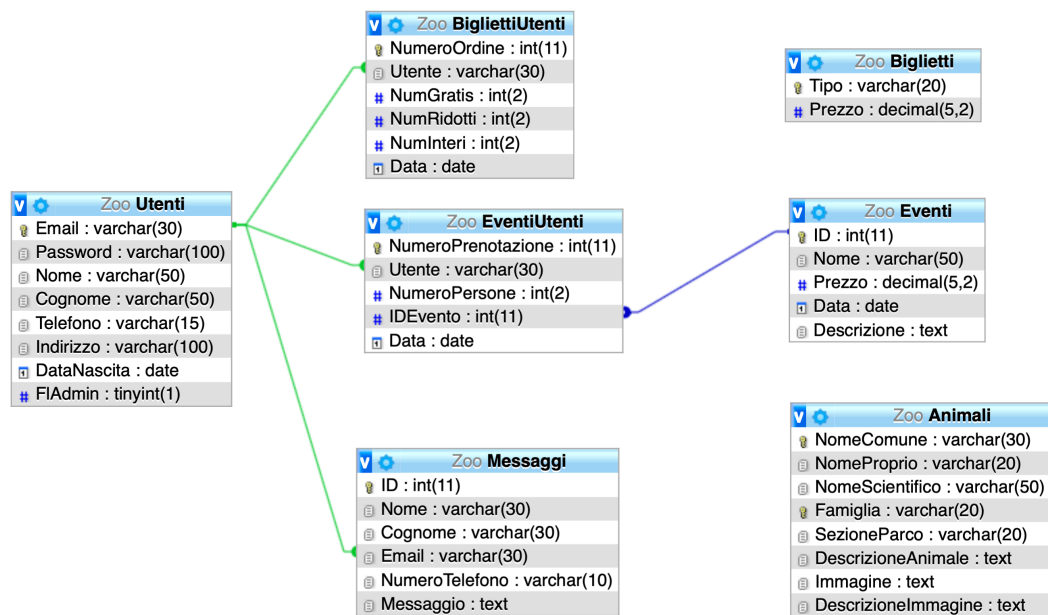 Zoo BigliettiUtenti
NumeroOrdine : int(11)
Utente : varchar(30)
NumGratis : int(2)
NumRidotti : int(2)
NumInteri : int(2)
Data : date
Zoo Biglietti
Tipo : varchar(20)
Prezzo : decimal(5,2)
Zoo Utenti
Email : varchar(30)
Password : varchar(100)
Nome : varchar(50)
Cognome : varchar(50)
Telefono : varchar(15)
Indirizzo : varchar(100)
DataNascita : date
FlAdmin : tinyint(1)
Zoo EventiUtenti
NumeroPrenotazione : int(11)
Utente : varchar(30)
NumeroPersone : int(2)
IDEvento : int(11)
Data : date
Zoo Eventi
ID : int(11)
Nome : varchar(50)
Prezzo : decimal(5,2)
Data : date
Descrizione : text
Zoo Messaggi
ID : int(11)
Nome : varchar(30)
Cognome : varchar(30)
Email : varchar(30)
NumeroTelefono : varchar(10)
Messaggio : text
Zoo Animali
NomeComune : varchar(30)
NomeProprio : varchar(20)
NomeScientifico : varchar(50)
Famiglia : varchar(20)
SezioneParco : varchar(20)
DescrizioneAnimale : text
Immagine : text
DescrizioneImmagine : text